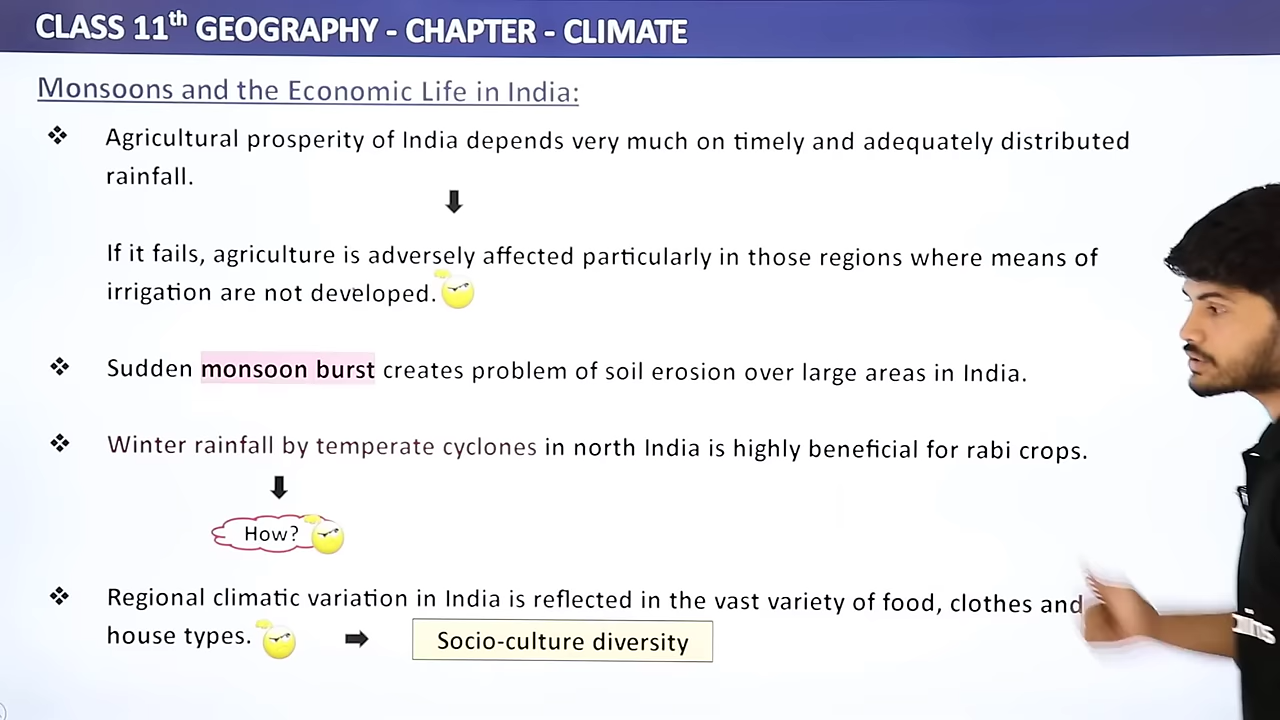 CLASS 11th GEOGRAPHY - CHAPTER - CLIMATE
Monsoons and the Economic Life in India:
❖ Agricultural prosperity of India depends very much on timely and adequately distributed
rainfall.
If it fails, agriculture is adversely affected particularly in those regions where means of
irrigation are not developed.
❖ Sudden monsoon burst creates problem of soil erosion over large areas in India.
❖ Winter rainfall by temperate cyclones in north India is highly beneficial for rabi crops.
How?
❖ Regional climatic variation in India is reflected in the vast variety of food, clothes and
house types.
Socio-culture diversity